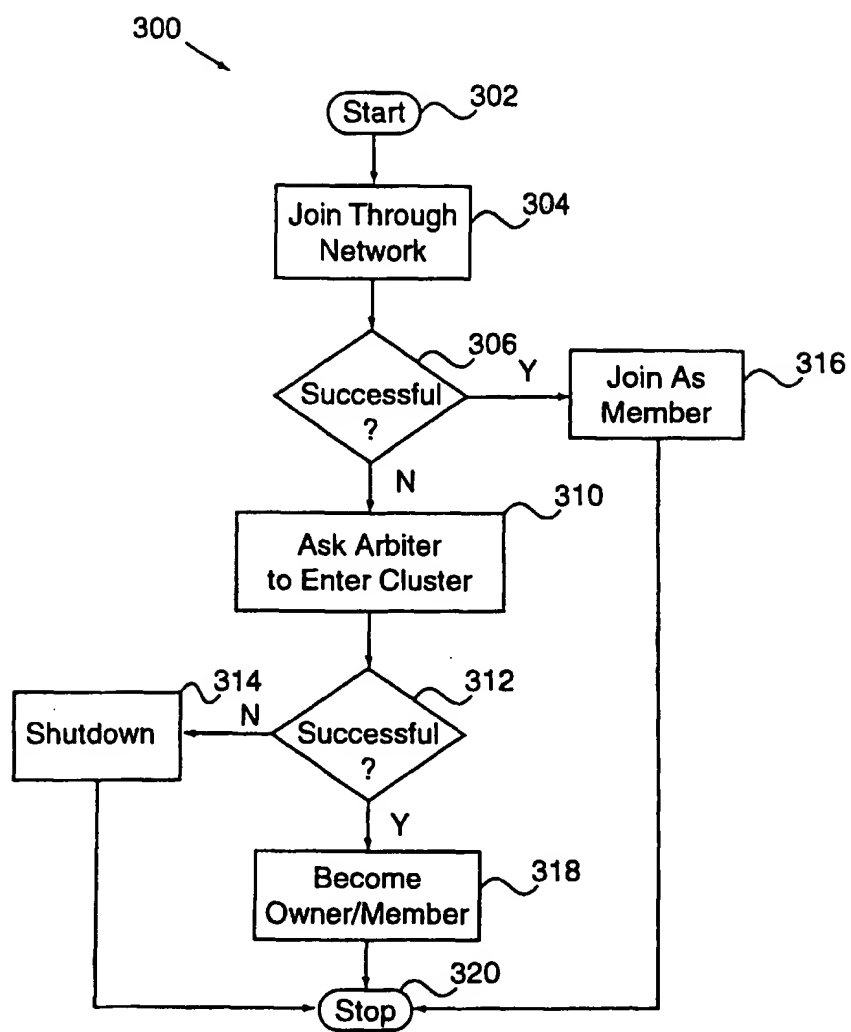 300
Start
302
Join Through
Network
304
306
Successful
?
Y
Join As
Member
316
N
310
Ask Arbiter
to Enter Cluster
314
Shutdown
N
312
Successful
?
Y
Become
Owner/Member
318
320
Stop